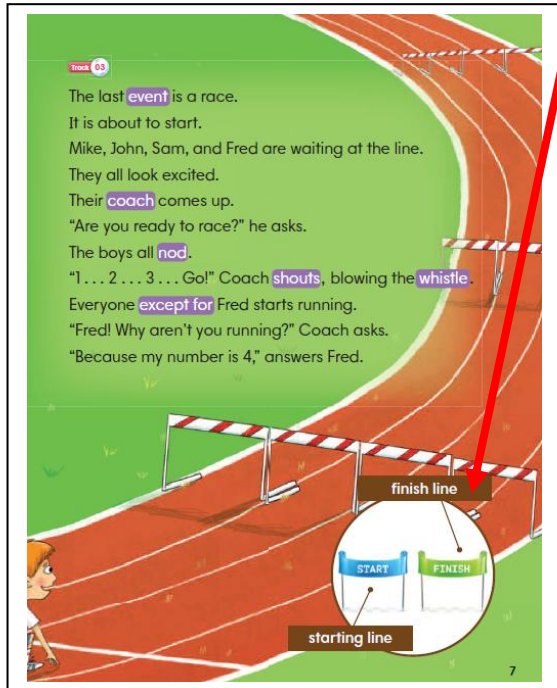 Track 03
The last event is a race.
It is about to start.
Mike, John, Sam, and Fred are waiting at the line.
They all look excited.
Their coach comes up.
“Are you ready to race?” he asks.
The boys all nod.
“1 . . . 2 . . . 3 . . . Go!” Coach shouts, blowing the whistle.
Everyone except for Fred starts running.
“Fred! Why aren’t you running?” Coach asks.
“Because my number is 4,” answers Fred.
finish line
START
FINISH
starting line
7